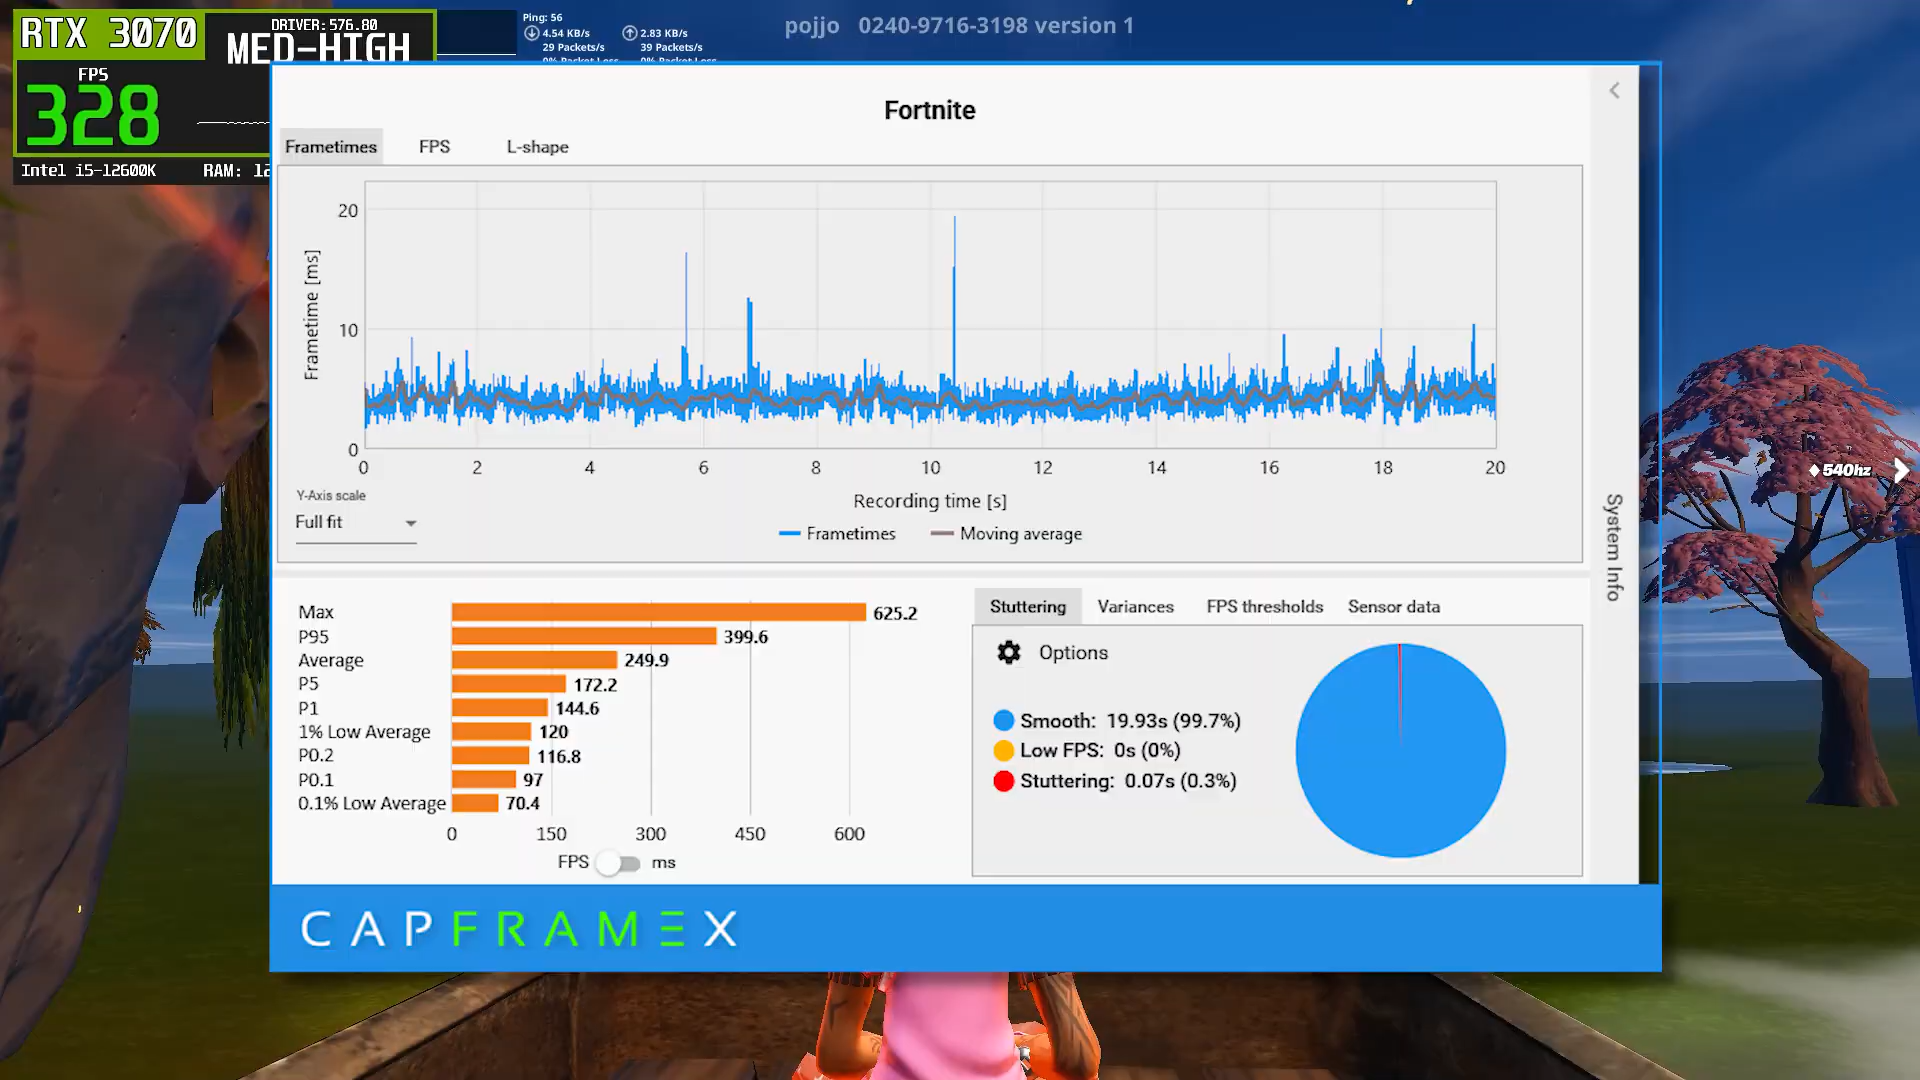 RTX 3070
DRIVER:576.80
MED-HIGH
FPS
328
Intel i5-12600K
RAM:
Ping: 56
4.54 KB/s
2.83 KB/s
29 Packets/s
39 Packets/s
0% Packet Loss
0% Packet Loss
pojjo 0240-9716-3198 version 1
Fortnite
Frametimes
FPS
L-shape
Frametime [ms]
20
10
0
0 2 4 6 8 10 12 14 16 18 20
Recording time [s]
Y-Axis scale
Full fit
Frametimes
Moving average
System Info
540hz
Max 625.2
P95 399.6
Average 249.9
P5 172.2
P1 144.6
1% Low Average 120
P0.2 116.8
P0.1 97
0.1% Low Average 70.4
0 150 300 450 600
FPS ms
Stuttering
Variances
FPS thresholds
Sensor data
Options
Smooth: 19.93s (99.7%)
Low FPS: 0s (0%)
Stuttering: 0.07s (0.3%)
CAPFRAMEX